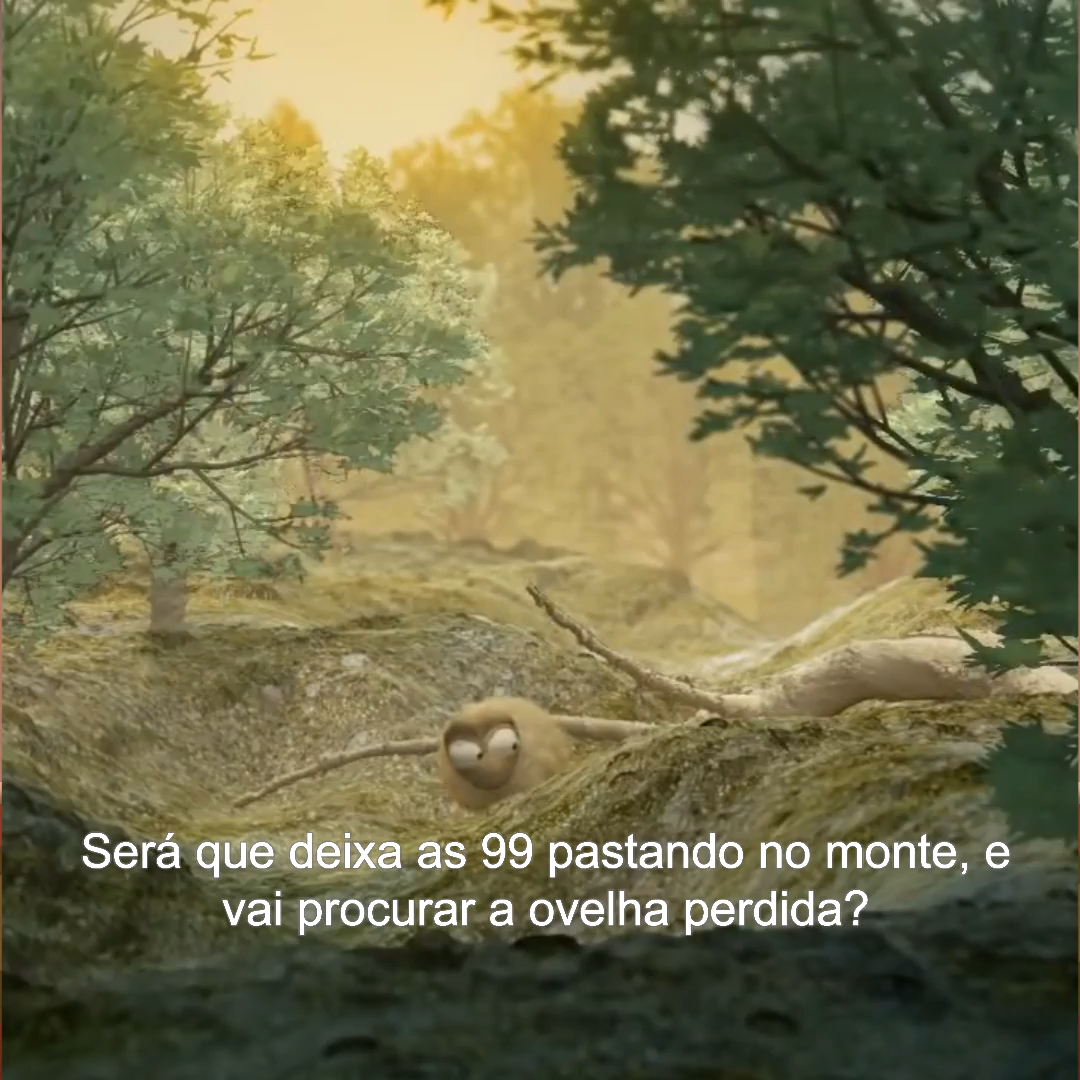 Será que deixa as 99 pastando no monte, e
vai procurar a ovelha perdida?